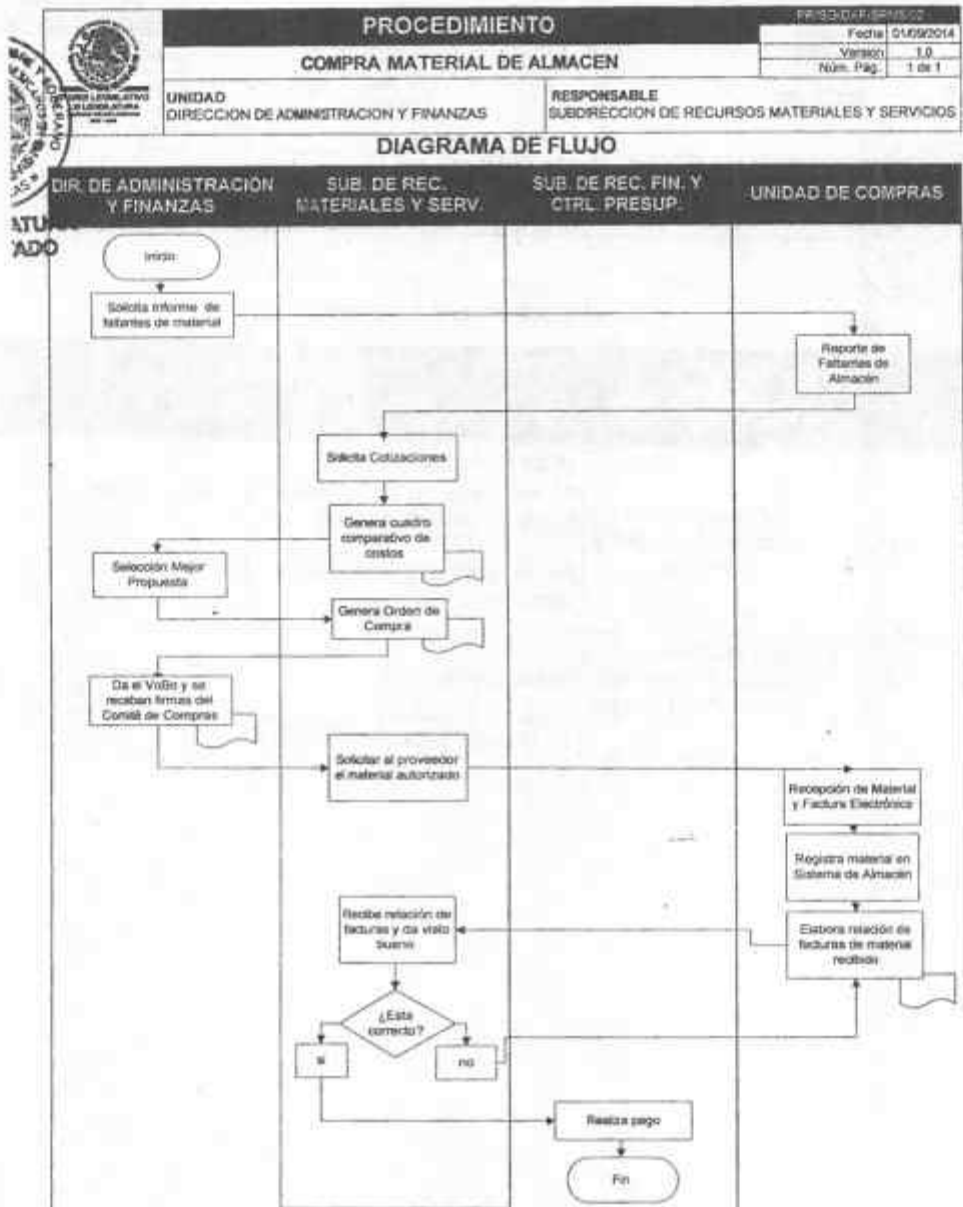 PROCEDIMIENTO
Fecha 01/09/2014
COMPRA MATERIAL DE ALMACEN
Version 1.0
Núm. Pág. 1 de 1
LEGISLATIVO
LEGISLATURA
UNIDAD
DIRECCION DE ADMINISTRACION Y FINANZAS
RESPONSABLE
SUBDIRECCION DE RECURSOS MATERIALES Y SERVICIOS
DIAGRAMA DE FLUJO
DIR. DE ADMINISTRACIÓN
Y FINANZAS
SUB. DE REC.
MATERIALES Y SERV.
SUB. DE REC. FIN. Y
CTRL. PRESUP.
UNIDAD DE COMPRAS
Inicio
Solicita informe de
faltantes de material
Reporte de
Faltantes de
Almacén
Solicita Cotizaciones
Genera cuadro
comparativo de
costos
Selección Mejor
Propuesta
Genera Orden de
Compra
Da el VoBo y se
recaban firmas del
Comité de Compras
Solicitar al proveedor
el material autorizado
Recepción de Material
y Factura Electrónica
Registra material en
Sistema de Almacén
Elabora relación de
facturas de material
recibido
Recibe relación de
facturas y da visto
bueno
¿Esta
correcto?
si
no
Realiza pago
Fin